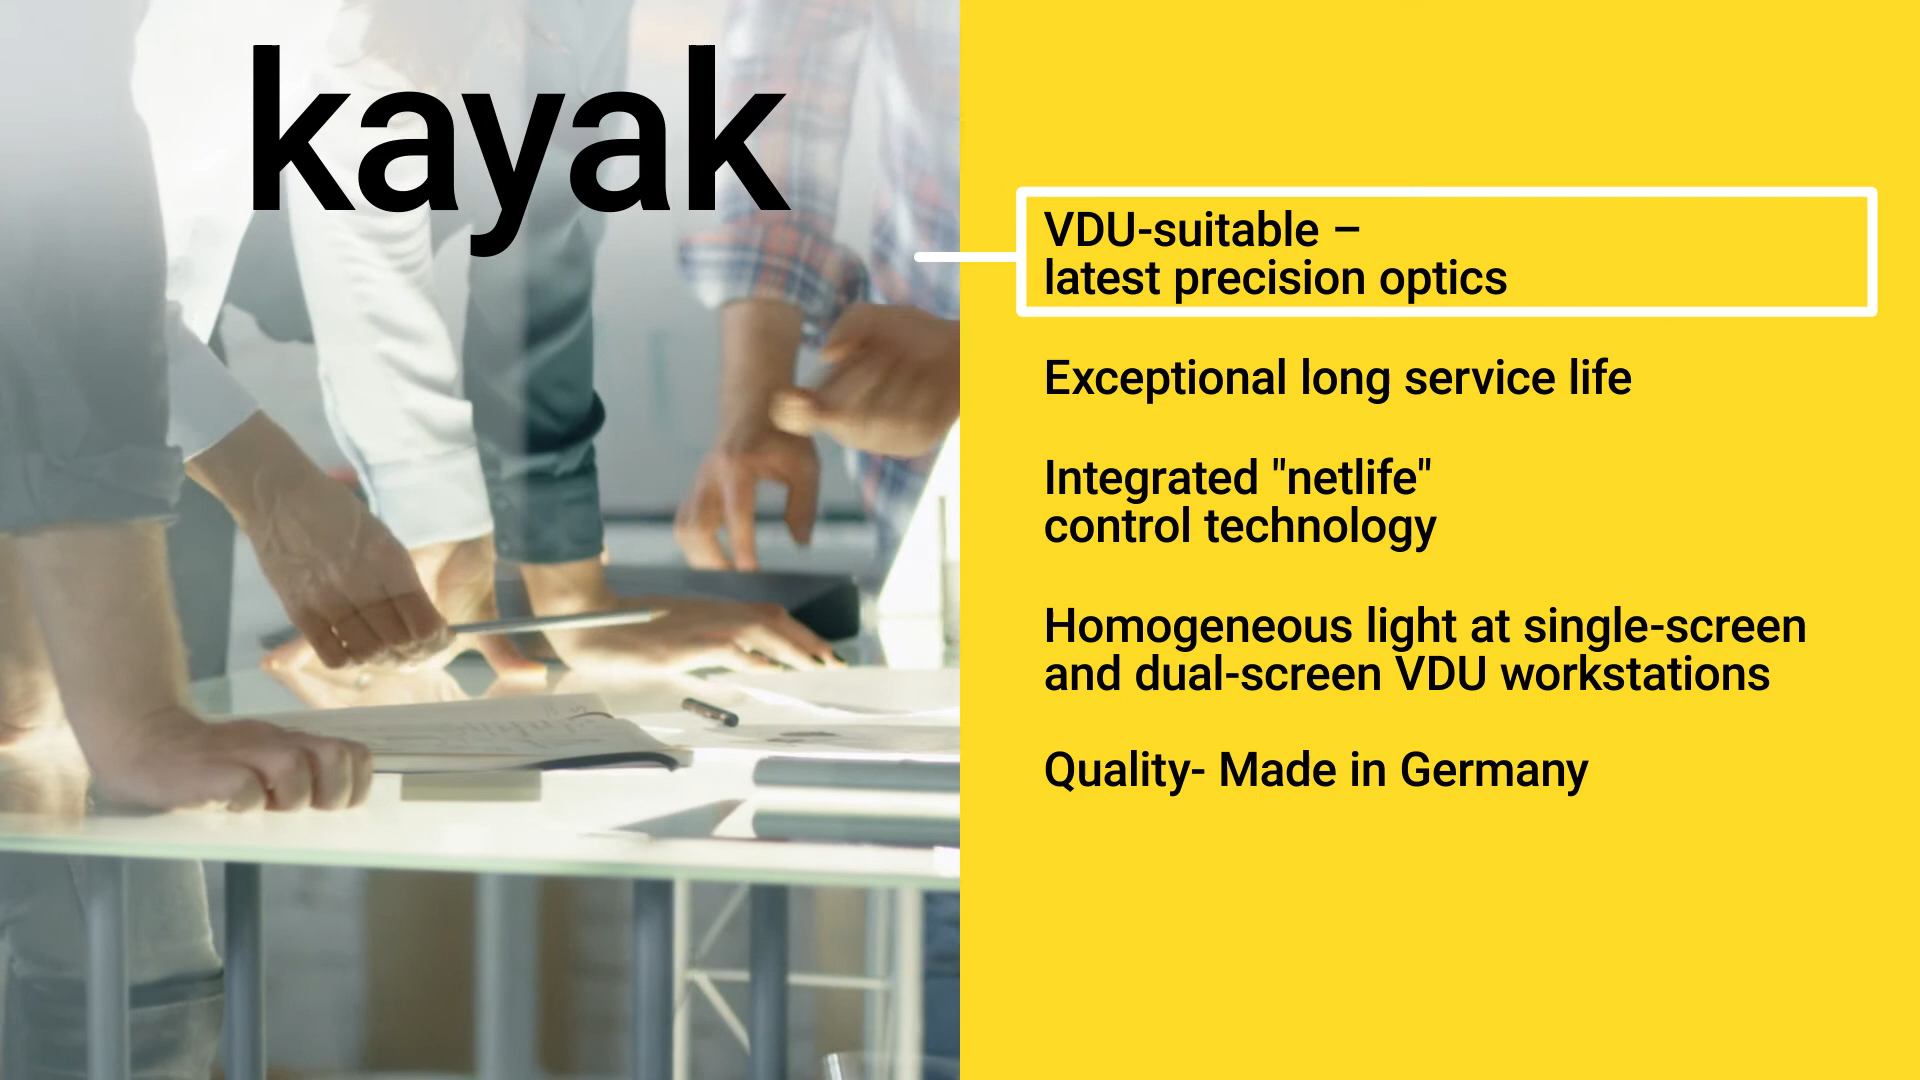 kayak
VDU-suitable –
latest precision optics
Exceptional long service life
Integrated "netlife"
control technology
Homogeneous light at single-screen
and dual-screen VDU workstations
Quality- Made in Germany